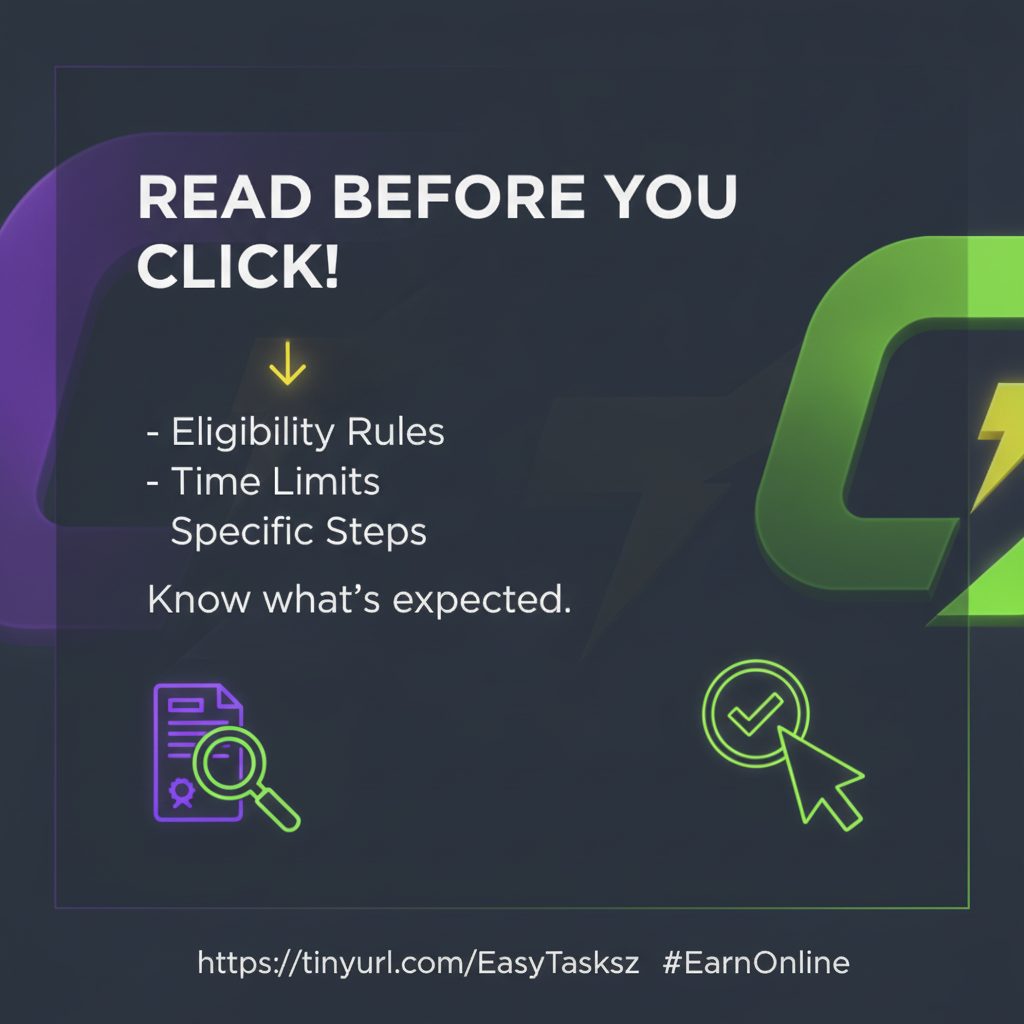 READ BEFORE YOU
CLICK!
- Eligibility Rules
- Time Limits
Specific Steps
Know what's expected.
https://tinyurl.com/EasyTasksz #EarnOnline